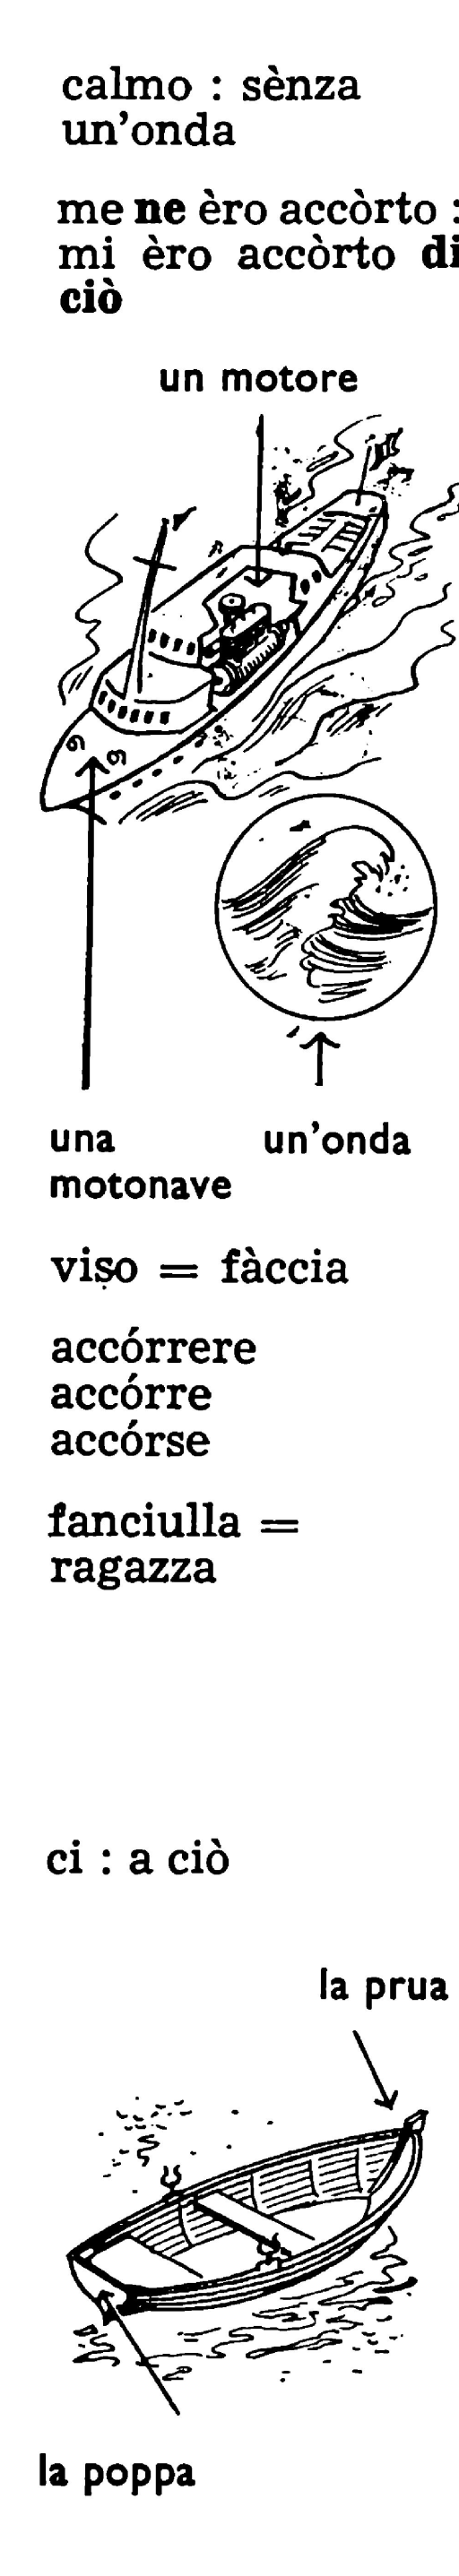 calmo : sènza
un’onda
me ne èro accòrto :
mi èro accòrto di
ciò
un motore
una un’onda
motonave
viṣo = fàccia
accórrere
accórre
accórse
fanciulla =
ragazza
ci : a ciò
la prua
la poppa